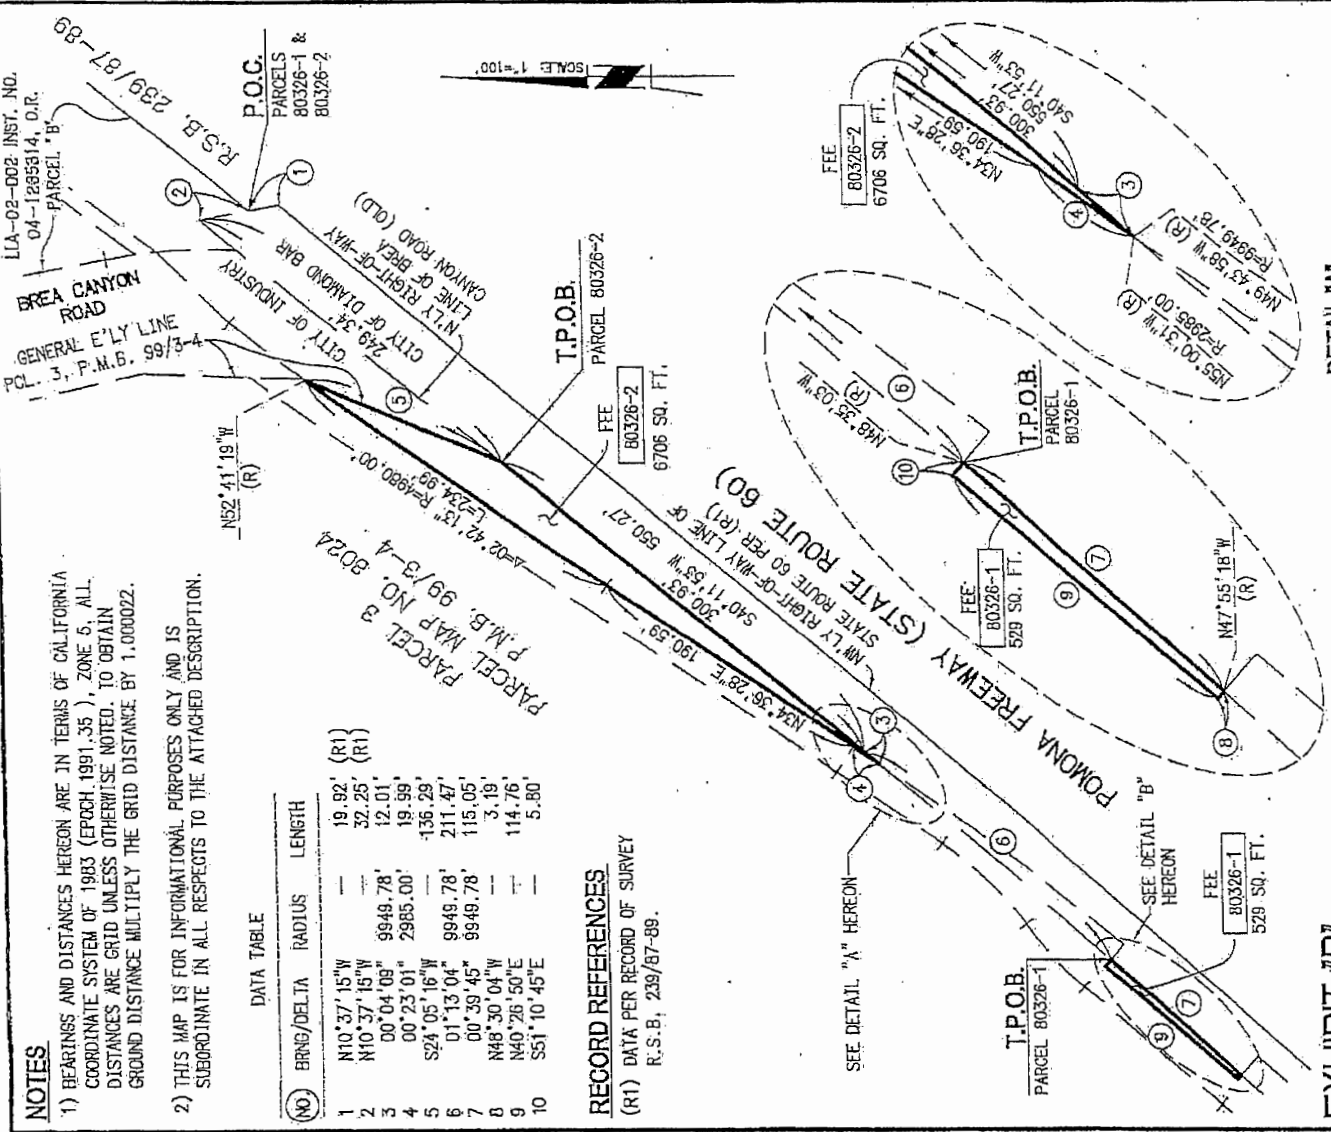 NOTES
1) BEARINGS AND DISTANCES HEREON ARE IN TERMS OF CALIFORNIA
COORDINATE SYSTEM OF 1983 (EPOCH 1991.35 ), ZONE 5, ALL
DISTANCES ARE GRID UNLESS OTHERWISE NOTED. TO OBTAIN
GROUND DISTANCE MULTIPLY THE GRID DISTANCE BY 1.000022.
2) THIS MAP IS FOR INFORMATIONAL PURPOSES ONLY AND IS
SUBORDINATE IN ALL RESPECTS TO THE ATTACHED DESCRIPTION.
DATA TABLE
NO. BRNG/DELTA RADIUS LENGTH
1 N10°37'15"W — 19.92' (R1)
2 N10°37'15"W — 32.25' (R1)
3 00°04'09" 9949.78' 12.01'
4 00°23'01" 2985.00' 19.99'
5 S24°05'16"W — 136.29'
6 01°13'04" 9949.78' 211.47'
7 00°39'45" 9949.78' 115.05'
8 N48°30'04"W — 3.19'
9 N40°26'50"E — 114.76'
10 S51°10'45"E — 5.80'
RECORD REFERENCES
(R1) DATA PER RECORD OF SURVEY
R.S.B. 239/87-89.
LLA-02-002 INST. NO.
04-1285314, O.R.
PARCEL "B"
R.S.B. 239/87-89
BREA CANYON
ROAD
GENERAL E'LY LINE
PCL. 3, P.M.B. 99/3-4
P.O.C.
PARCELS
80326-1 &
80326-2
2
1
SCALE 1"=100'
CITY OF INDUSTRY
249.34'
CITY OF DIAMOND BAR
N'LY RIGHT-OF-WAY
LINE OF BREA
CANYON ROAD (OLD)
N52°41'19"W
(R)
5
T.P.O.B.
PARCEL 80326-2
FEE
80326-2
6706 SQ. FT.
Δ=02°42'13" R=4980.00'
L=234.99'
PARCEL 3
PARCEL MAP NO. 8024
P.M.B. 99/3-4
N34°36'28"E 190.59'
300.93'
S40°11'53"W 550.27'
NW'LY RIGHT-OF-WAY LINE OF
STATE ROUTE 60 PER (R1)
POMONA FREEWAY (STATE ROUTE 60)
3
4
SEE DETAIL "A" HEREON
6
SEE DETAIL "B"
HEREON
T.P.O.B.
PARCEL 80326-1
FEE
80326-1
529 SQ. FT.
7
9
FEE
80326-2
6706 SQ. FT.
N34°36'28"E
190.59'
300.93'
550.27'
S40°11'53"W
4
3
N49°43'58"W (R)
R=9949.78'
N55°00'31"W (R)
R=2985.00'
N48°35'03"W
(R)
6
10
T.P.O.B.
PARCEL
80326-1
FEE
80326-1
529 SQ. FT.
7
9
N47°55'18"W
(R)
8